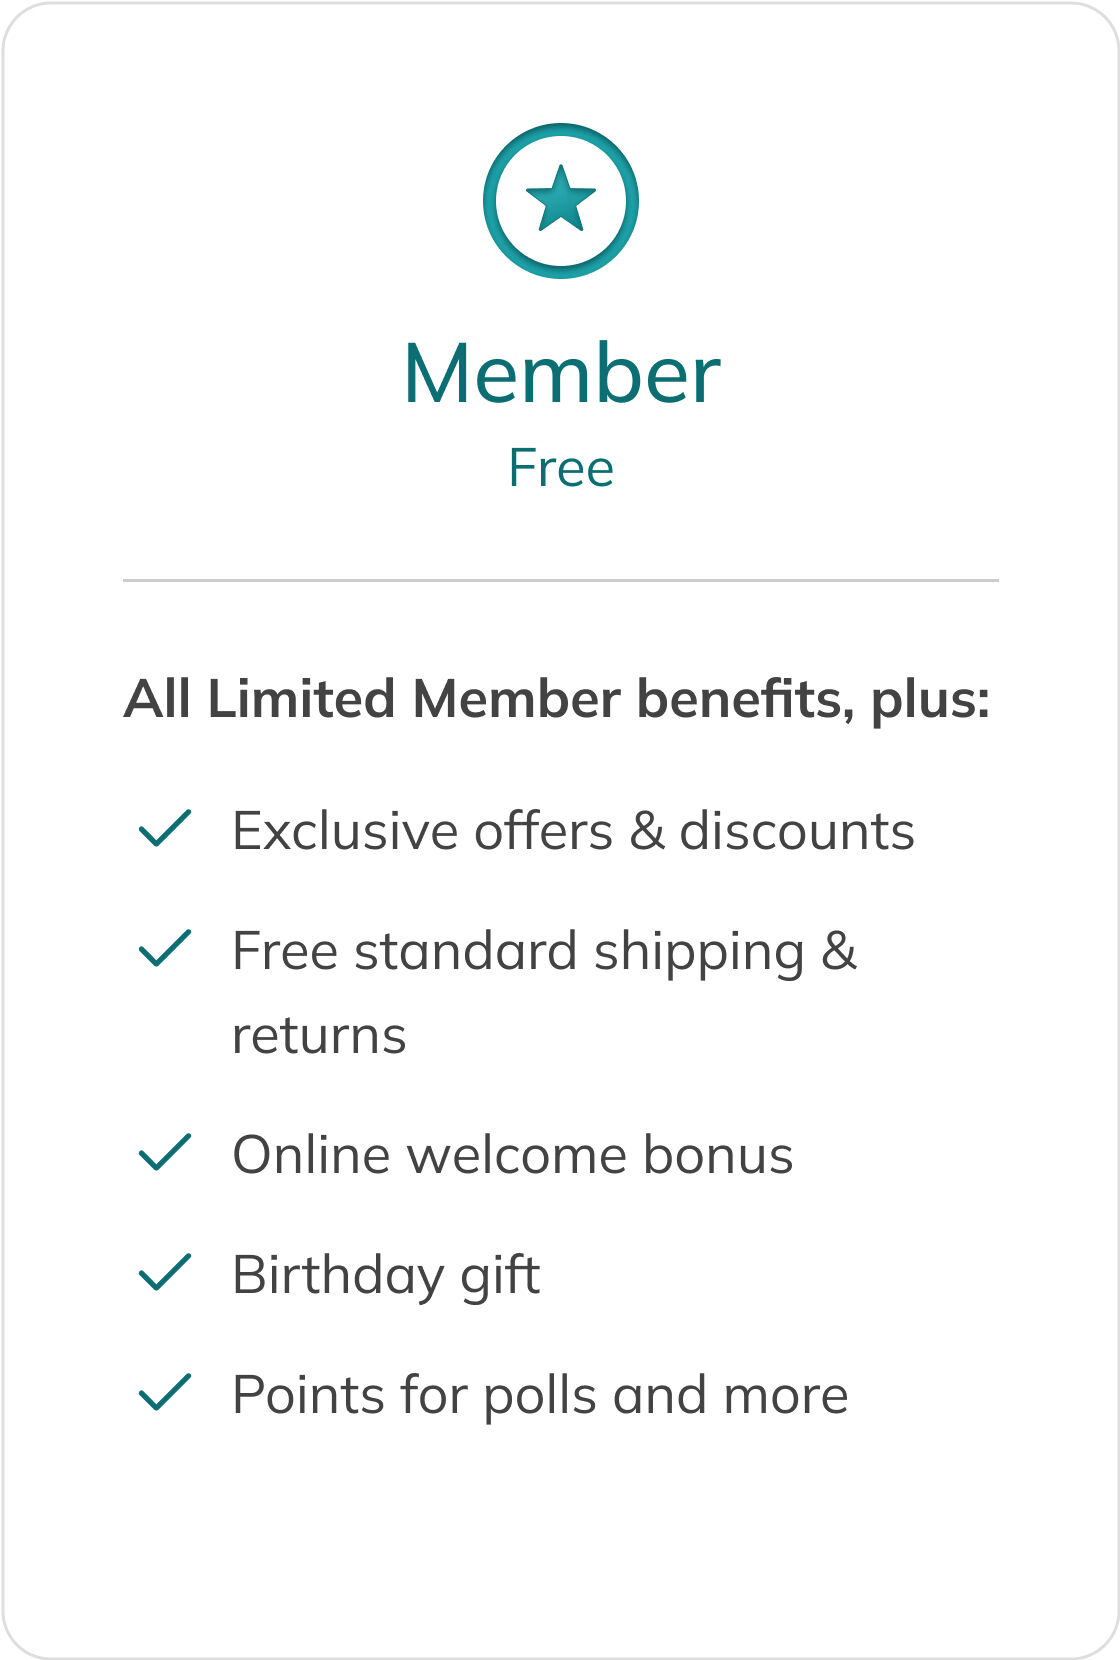 Member
Free
All Limited Member benefits, plus:
Exclusive offers & discounts
Free standard shipping &
returns
Online welcome bonus
Birthday gift
Points for polls and more